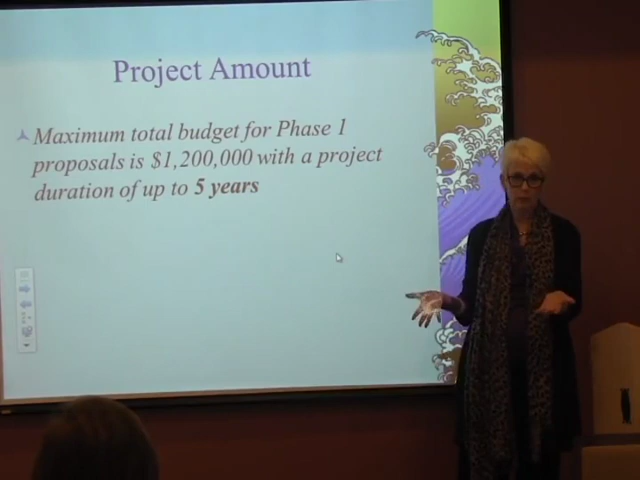 Project Amount
Maximum total budget for Phase 1
proposals is $1,200,000 with a project
duration of up to 5 years